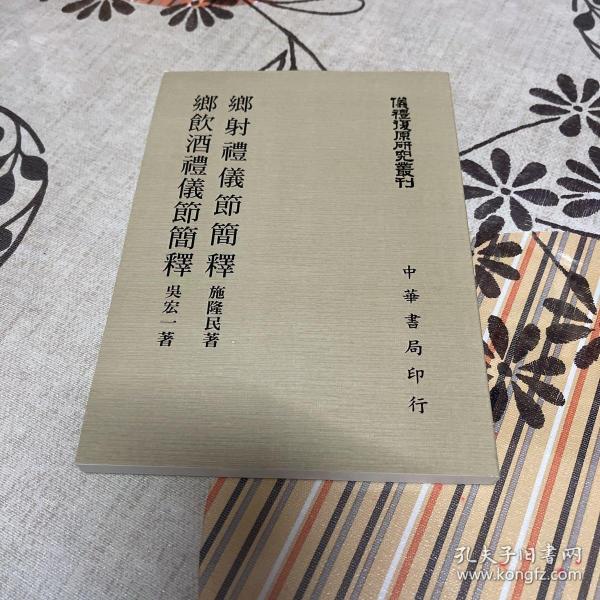 儀禮復原研究叢刊
鄉射禮儀節簡釋 施隆民著
鄉飲酒禮儀節簡釋 吳宏一著
中華書局印行
孔夫子旧书网
www.kongfz.com